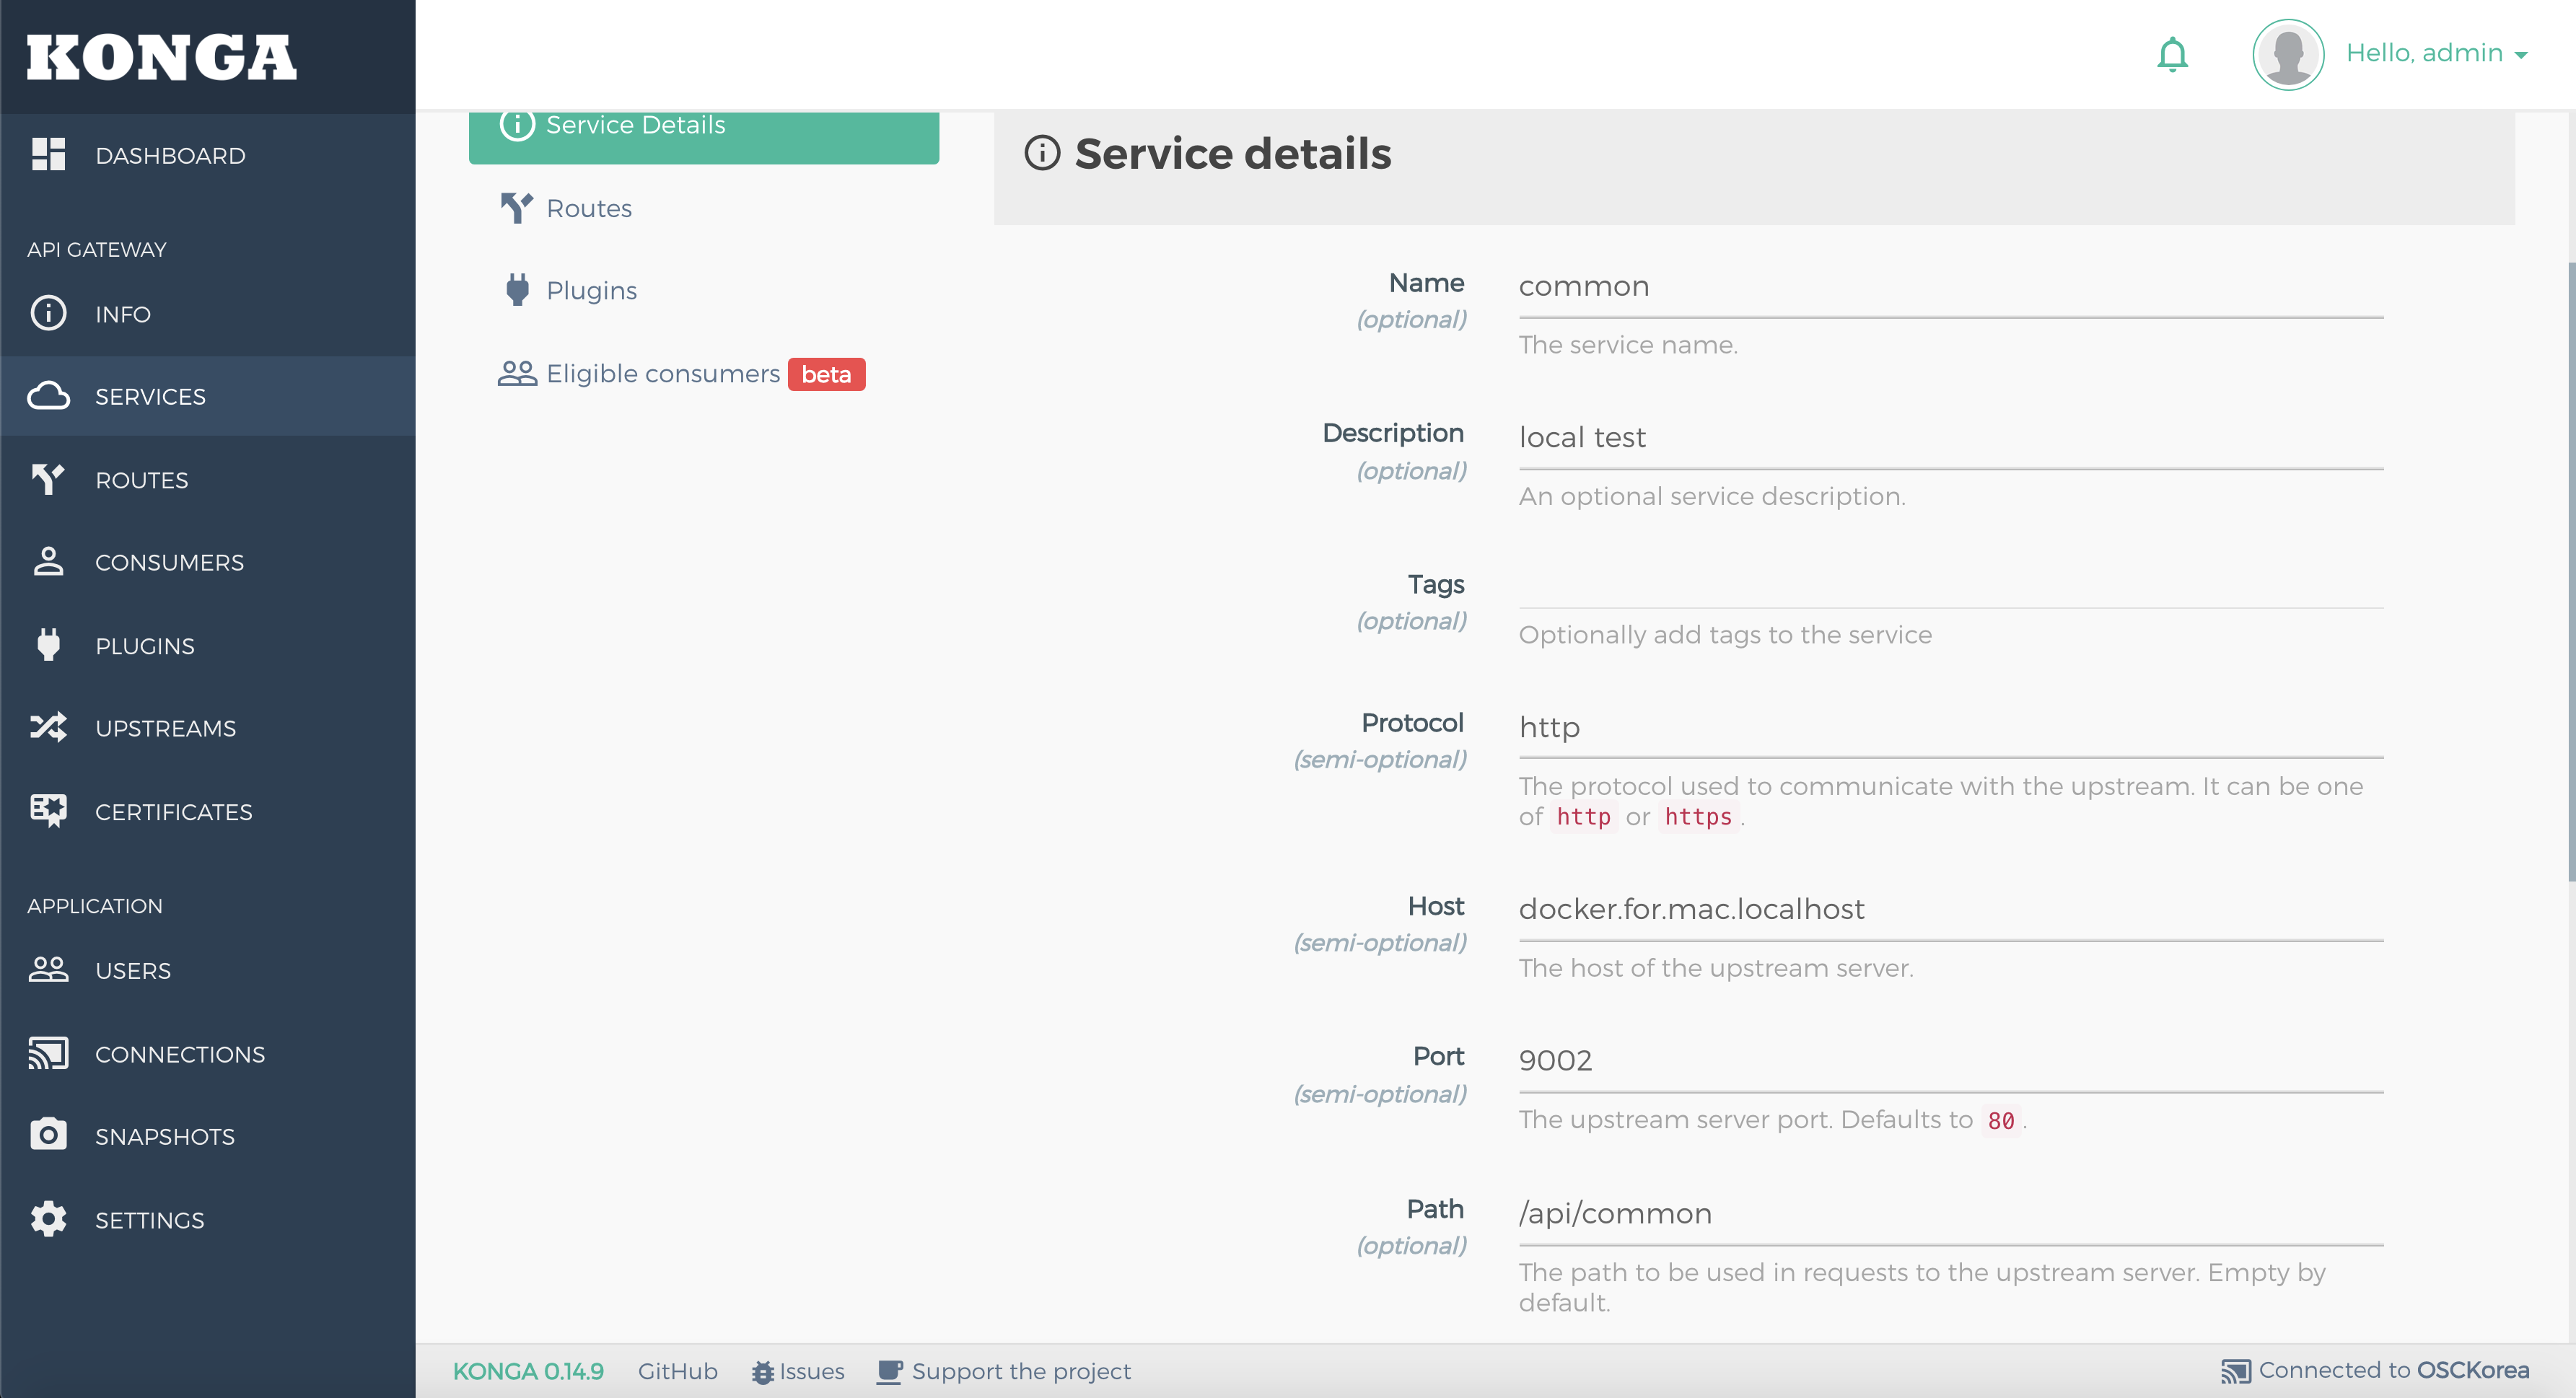 KONGA
Hello, admin
DASHBOARD
API GATEWAY
INFO
SERVICES
ROUTES
CONSUMERS
PLUGINS
UPSTREAMS
CERTIFICATES
APPLICATION
USERS
CONNECTIONS
SNAPSHOTS
SETTINGS
Service Details
Routes
Plugins
Eligible consumers beta
Service details
Name
(optional)
common
The service name.
Description
(optional)
local test
An optional service description.
Tags
(optional)
Optionally add tags to the service
Protocol
(semi-optional)
http
The protocol used to communicate with the upstream. It can be one
of http or https.
Host
(semi-optional)
docker.for.mac.localhost
The host of the upstream server.
Port
(semi-optional)
9002
The upstream server port. Defaults to 80.
Path
(optional)
/api/common
The path to be used in requests to the upstream server. Empty by
default.
KONGA 0.14.9 GitHub Issues Support the project Connected to OSCKorea